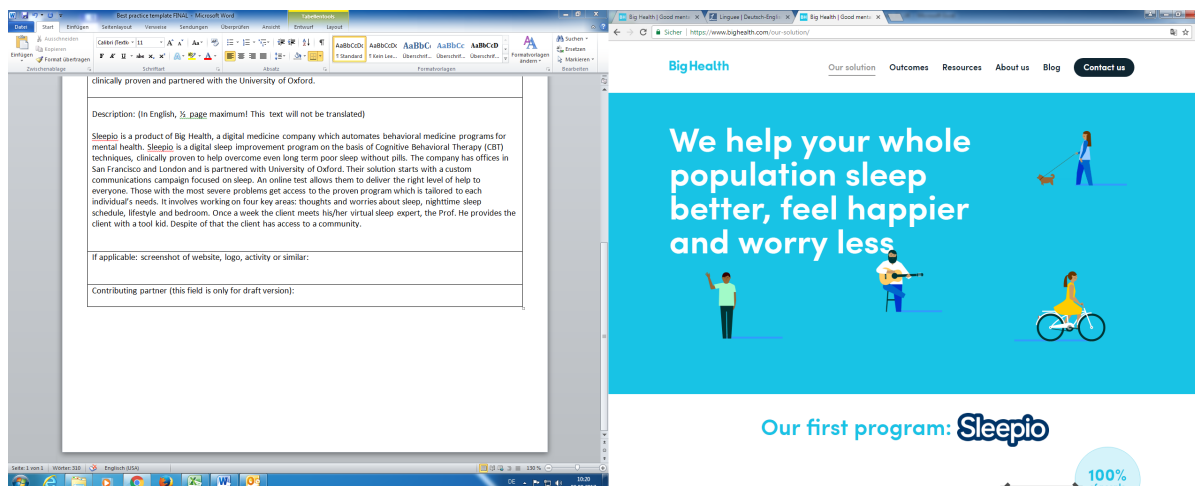 Best practice template FINAL - Microsoft Word
Tabellentools
Datei Start Einfügen Seitenlayout Verweise Sendungen Überprüfen Ansicht Entwurf Layout
Einfügen
Ausschneiden
Kopieren
Format übertragen
Zwischenablage
Calibri (Textk 11
Schriftart
Absatz
AaBbCcDc AaBbCcDc AaBbC AaBbCc AaBbCcD
¶ Standard ¶ Kein Lee... Überschrif... Überschrif... Überschrif...
Formatvorlagen ändern
Formatvorlagen
Suchen
Ersetzen
Markieren
Bearbeiten
clinically proven and partnered with the University of Oxford.
Description: (In English, ½ page maximum! This text will not be translated)
Sleepio is a product of Big Health, a digital medicine company which automates behavioral medicine programs for
mental health. Sleepio is a digital sleep improvement program on the basis of Cognitive Behavioral Therapy (CBT)
techniques, clinically proven to help overcome even long term poor sleep without pills. The company has offices in
San Francisco and London and is partnered with University of Oxford. Their solution starts with a custom
communications campaign focused on sleep. An online test allows them to deliver the right level of help to
everyone. Those with the most severe problems get access to the proven program which is tailored to each
individual's needs. It involves working on four key areas: thoughts and worries about sleep, nighttime sleep
schedule, lifestyle and bedroom. Once a week the client meets his/her virtual sleep expert, the Prof. He provides the
client with a tool kid. Despite of that the client has access to a community.
If applicable: screenshot of website, logo, activity or similar:
Contributing partner (this field is only for draft version):
Seite: 1 von 1 Wörter: 310 Englisch (USA) 130 %
DE 10:20
Big Health | Good menta Linguee | Deutsch-Englis Big Health | Good menta
Sicher https://www.bighealth.com/our-solution/
Big Health
Our solution Outcomes Resources About us Blog Contact us
We help your whole
population sleep
better, feel happier
and worry less
Our first program: Sleepio
100%